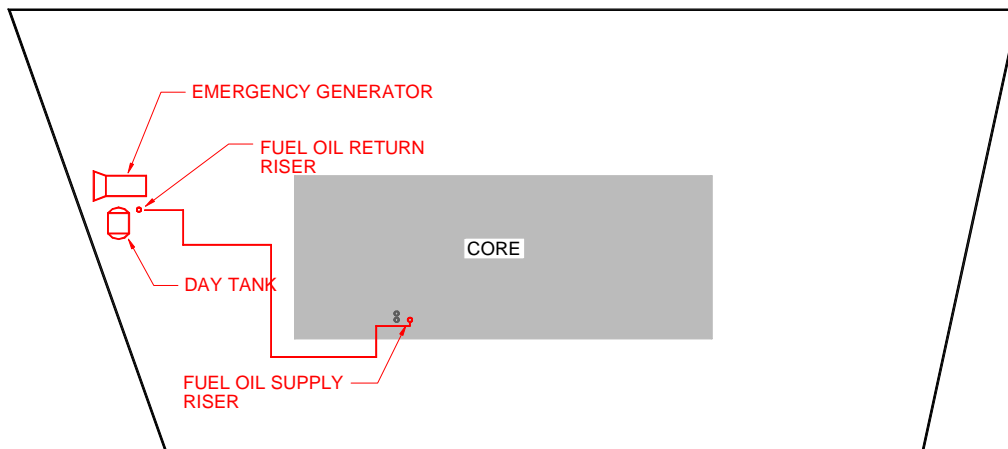 EMERGENCY GENERATOR
FUEL OIL RETURN
RISER
CORE
DAY TANK
FUEL OIL SUPPLY
RISER